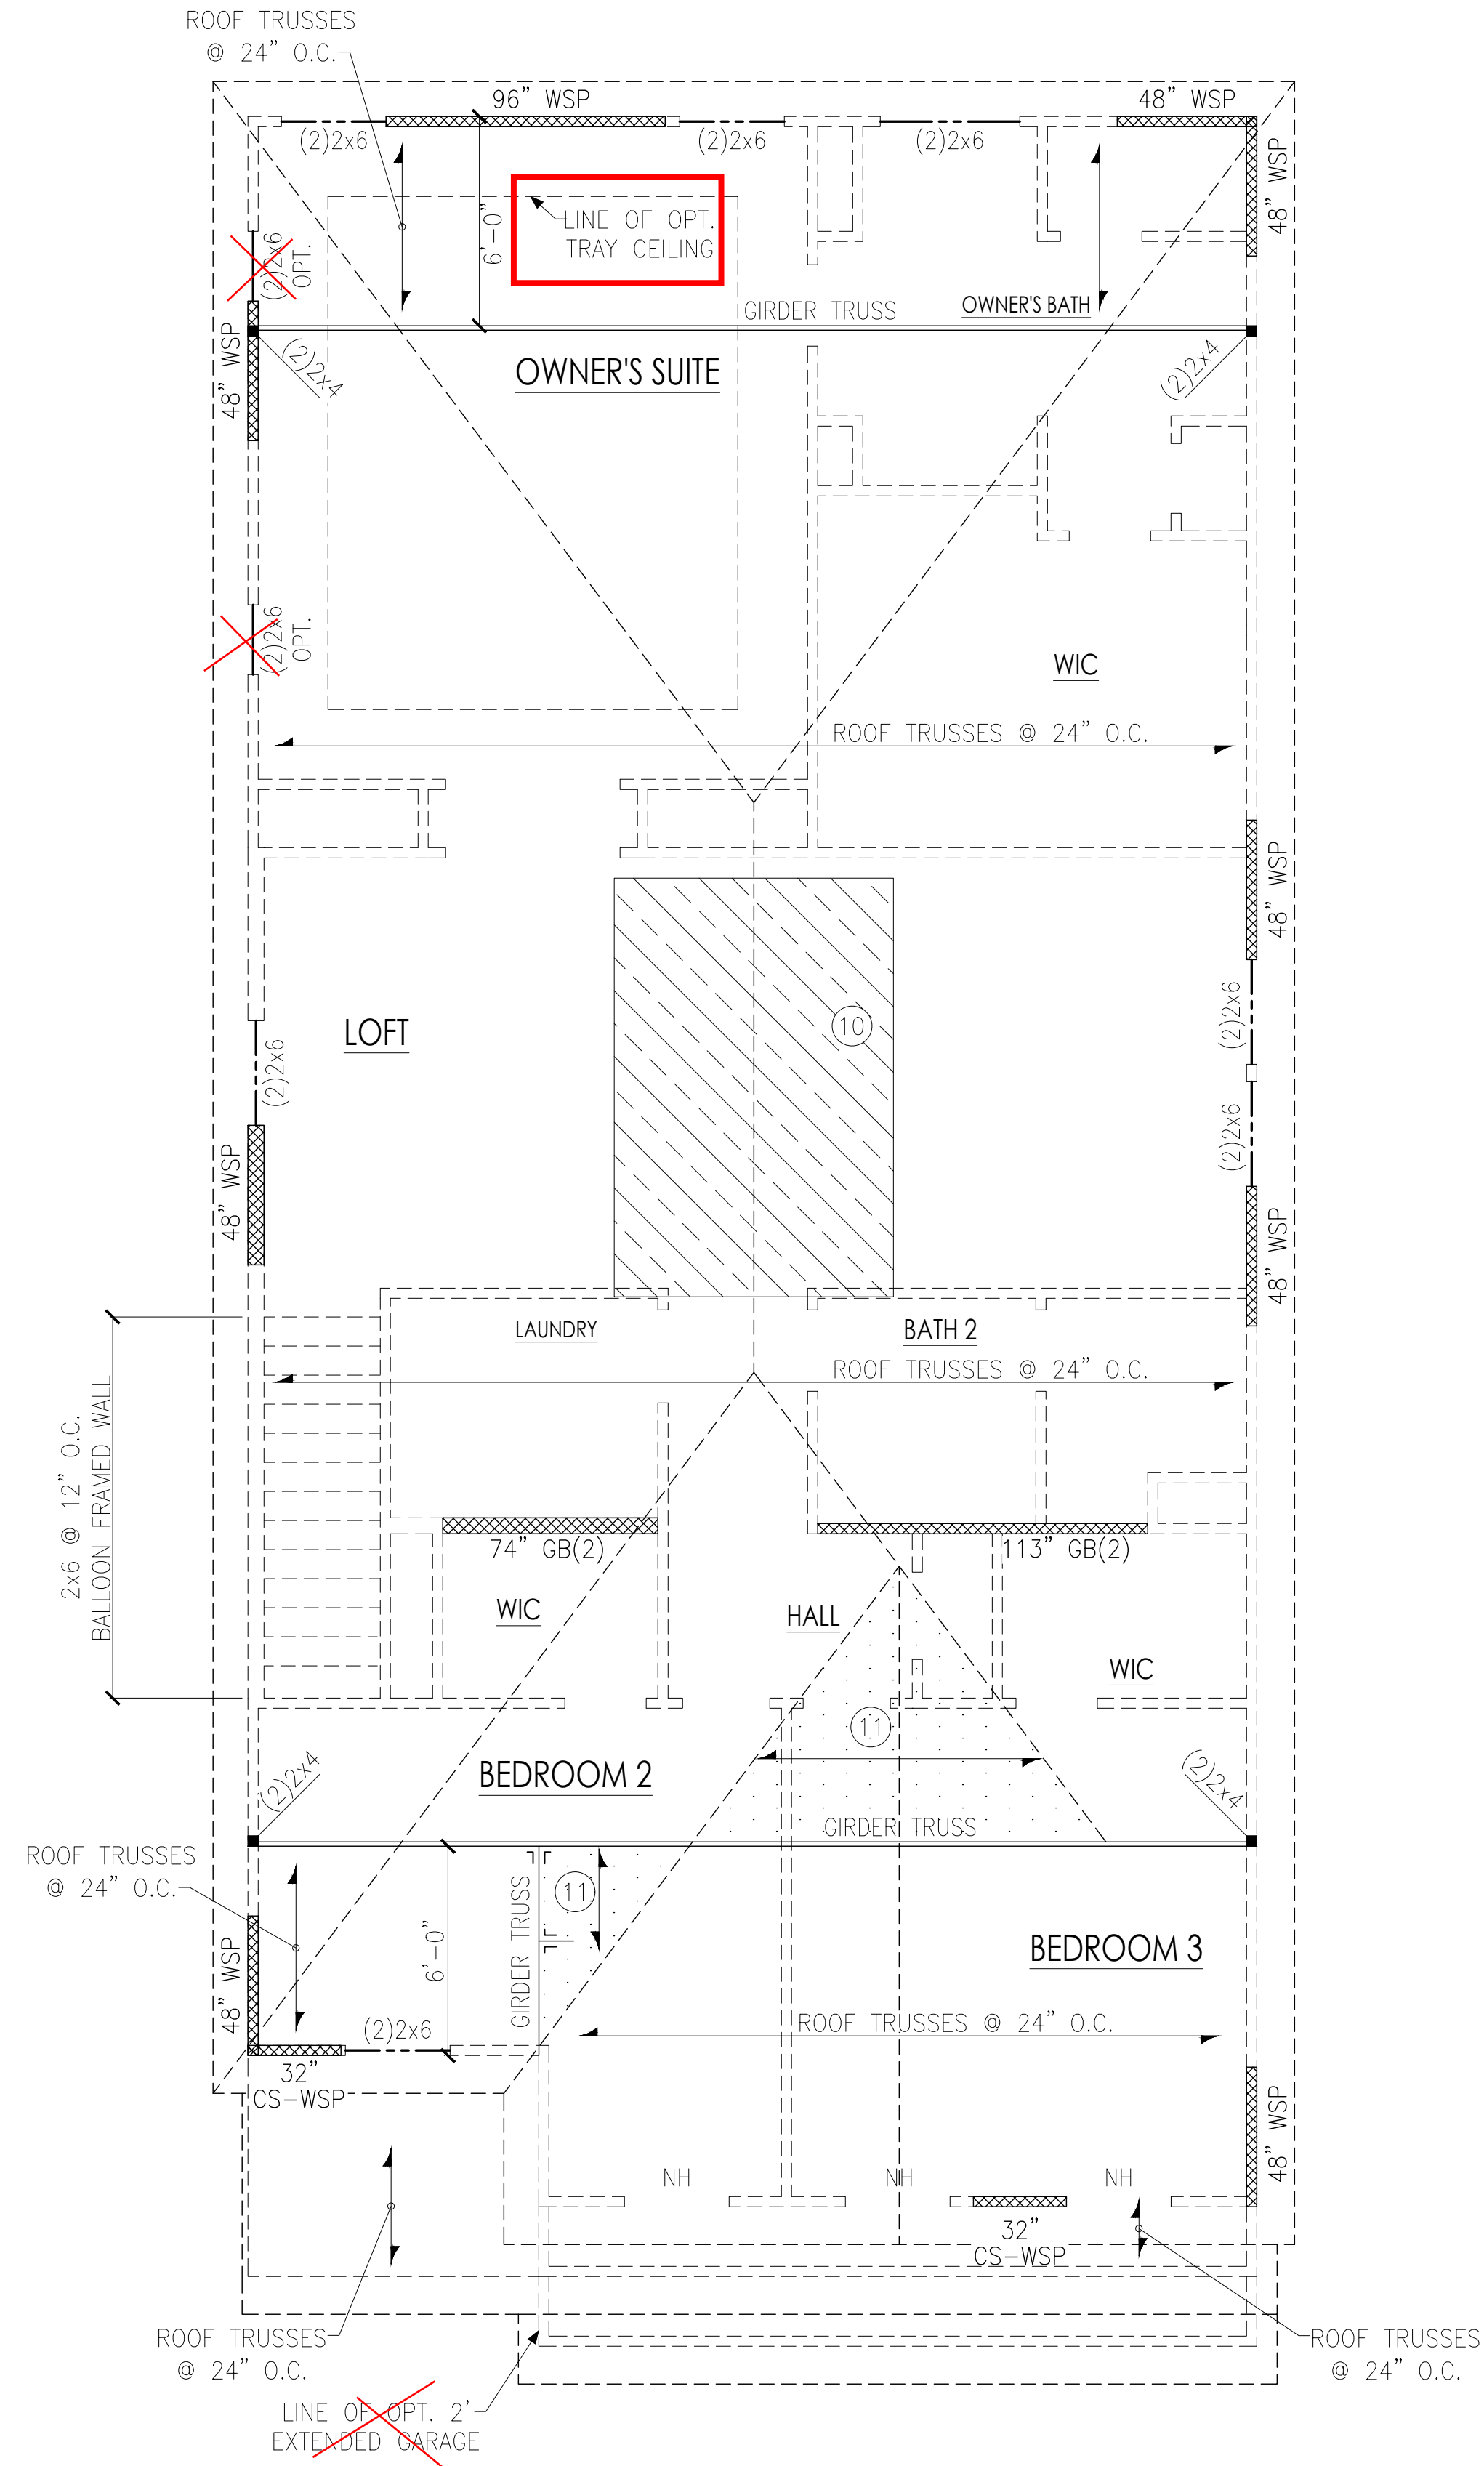 ROOF TRUSSES
@ 24" O.C.
96" WSP
48" WSP
(2)2x6
(2)2x6
(2)2x6
48" WSP
LINE OF OPT.
TRAY CEILING
6'-0"
(2)2x6
OPT.
GIRDER TRUSS
OWNER'S BATH
48" WSP
(2)2x4
OWNER'S SUITE
(2)2x4
(2)2x6
OPT.
WIC
ROOF TRUSSES @ 24" O.C.
48" WSP
10
LOFT
(2)2x6
(2)2x6
(2)2x6
48" WSP
48" WSP
LAUNDRY
BATH 2
ROOF TRUSSES @ 24" O.C.
2x6 @ 12" O.C.
BALLOON FRAMED WALL
74" GB(2)
113" GB(2)
WIC
HALL
WIC
11
(2)2x4
BEDROOM 2
(2)2x4
GIRDER TRUSS
ROOF TRUSSES
@ 24" O.C.
11
GIRDER TRUSS
6'-0"
BEDROOM 3
48" WSP
(2)2x6
ROOF TRUSSES @ 24" O.C.
32"
CS-WSP
48" WSP
NH
NH
NH
32"
CS-WSP
ROOF TRUSSES
@ 24" O.C.
ROOF TRUSSES
@ 24" O.C.
LINE OF OPT. 2'
EXTENDED GARAGE